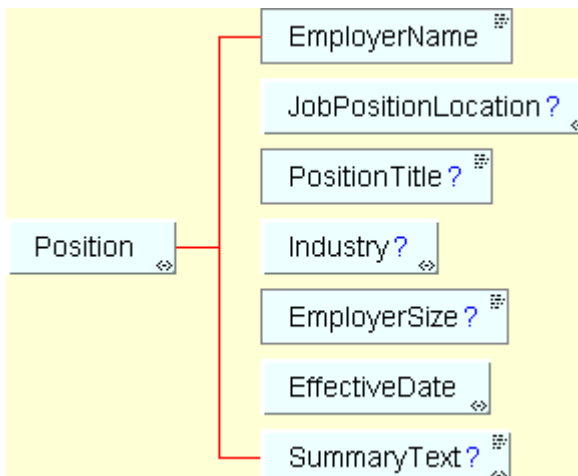 EmployerName
JobPositionLocation?
PositionTitle?
Position
Industry?
EmployerSize?
EffectiveDate
SummaryText?